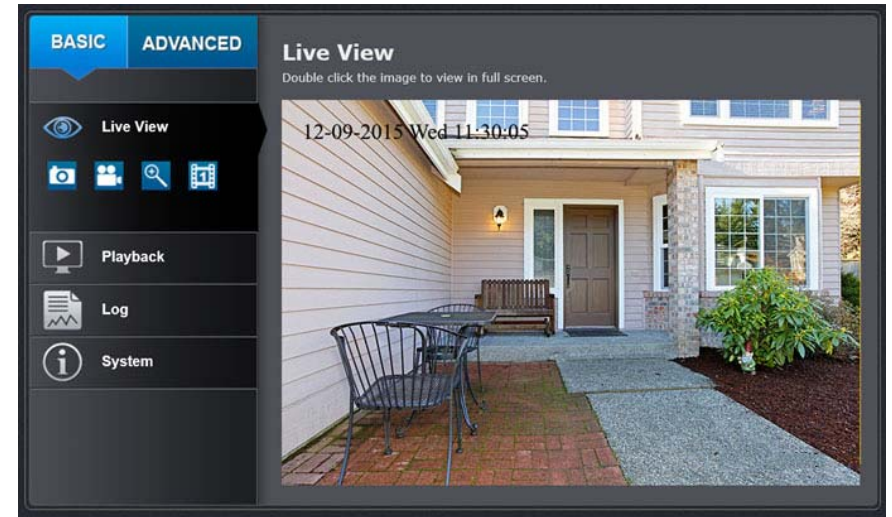 BASIC
ADVANCED
Live View
Double click the image to view in full screen.
12-09-2015 Wed 11:30:05
Live View
1
Playback
Log
System